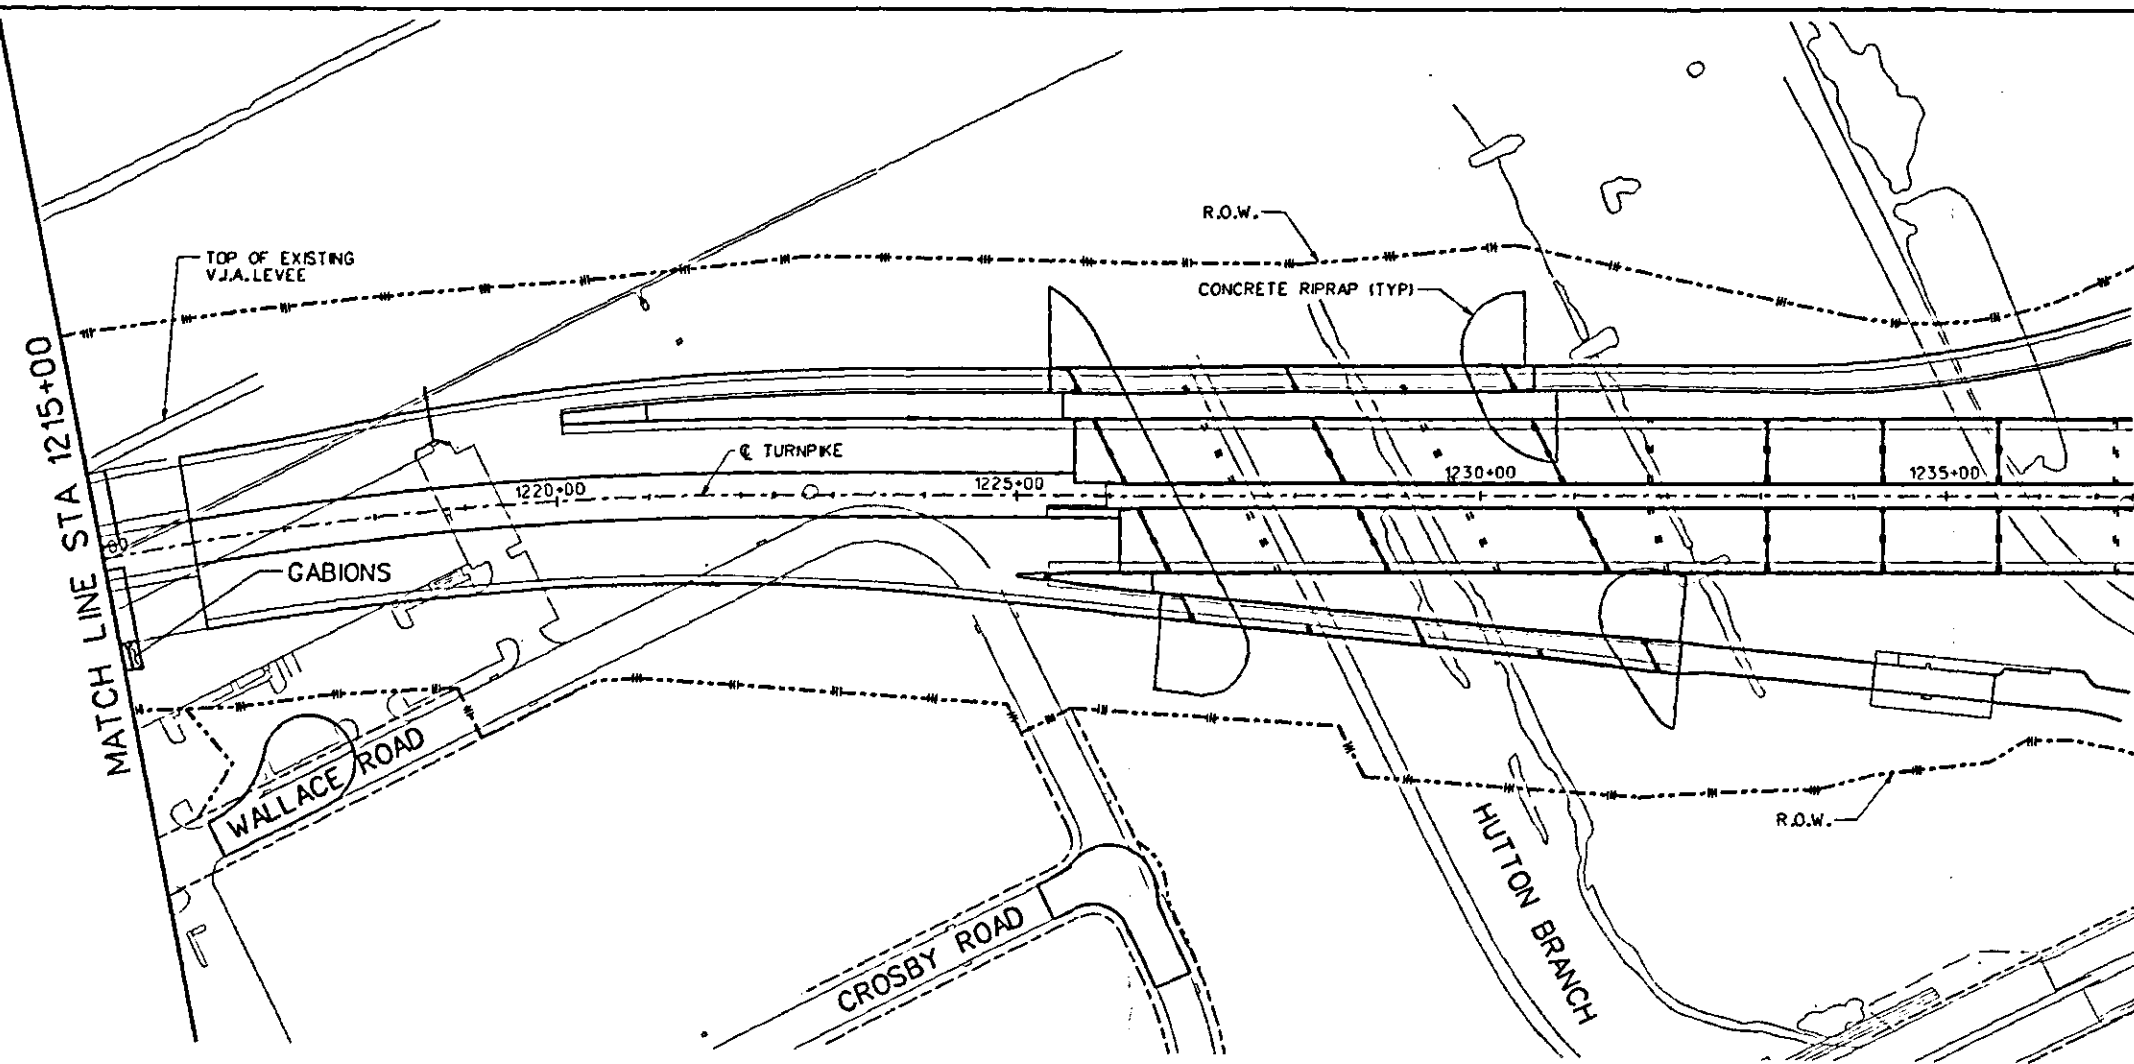 R.O.W.
TOP OF EXISTING
V.J.A. LEVEE
CONCRETE RIPRAP (TYP)
MATCH LINE STA 1215+00
℄ TURNPIKE
1220+00
1225+00
1230+00
1235+00
GABIONS
WALLACE ROAD
R.O.W.
HUTTON BRANCH
CROSBY ROAD